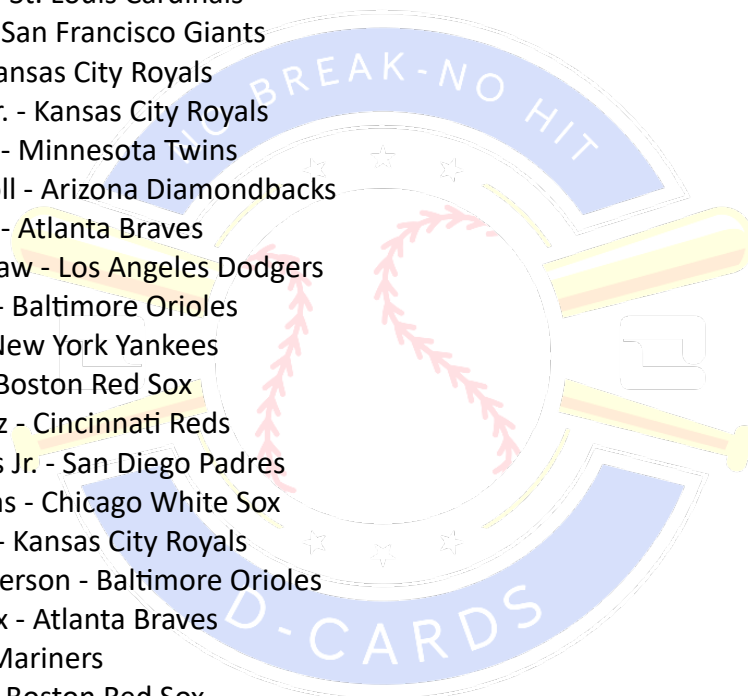 St. Louis Cardinals
San Francisco Giants
ansas City Royals
r. - Kansas City Royals
- Minnesota Twins
ll - Arizona Diamondbacks
- Atlanta Braves
aw - Los Angeles Dodgers
- Baltimore Orioles
New York Yankees
Boston Red Sox
z - Cincinnati Reds
s Jr. - San Diego Padres
as - Chicago White Sox
- Kansas City Royals
erson - Baltimore Orioles
x - Atlanta Braves
Mariners
Boston Red Sox
NO BREAK-NO HIT
D-CARDS